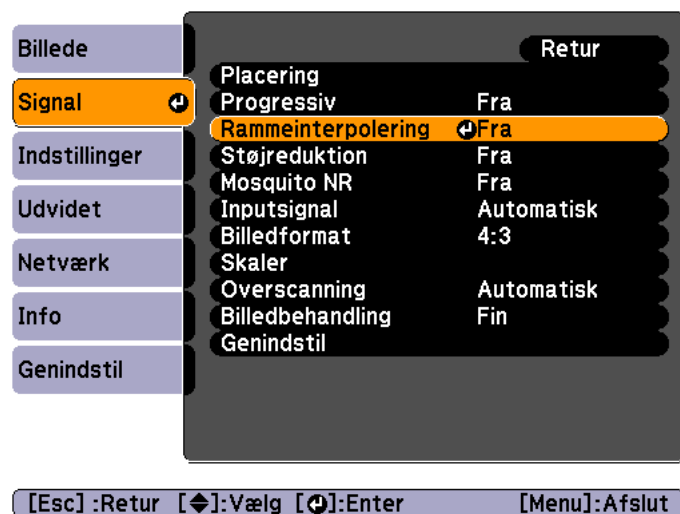 Billede
Signal
Indstillinger
Udvidet
Netværk
Info
Genindstil
Retur
Placering
Progressiv Fra
Rammeinterpolering Fra
Støjreduktion Fra
Mosquito NR Fra
Inputsignal Automatisk
Billedformat 4:3
Skaler
Overscanning Automatisk
Billedbehandling Fin
Genindstil
[Esc] :Retur [◆]:Vælg [⏎]:Enter [Menu]:Afslut